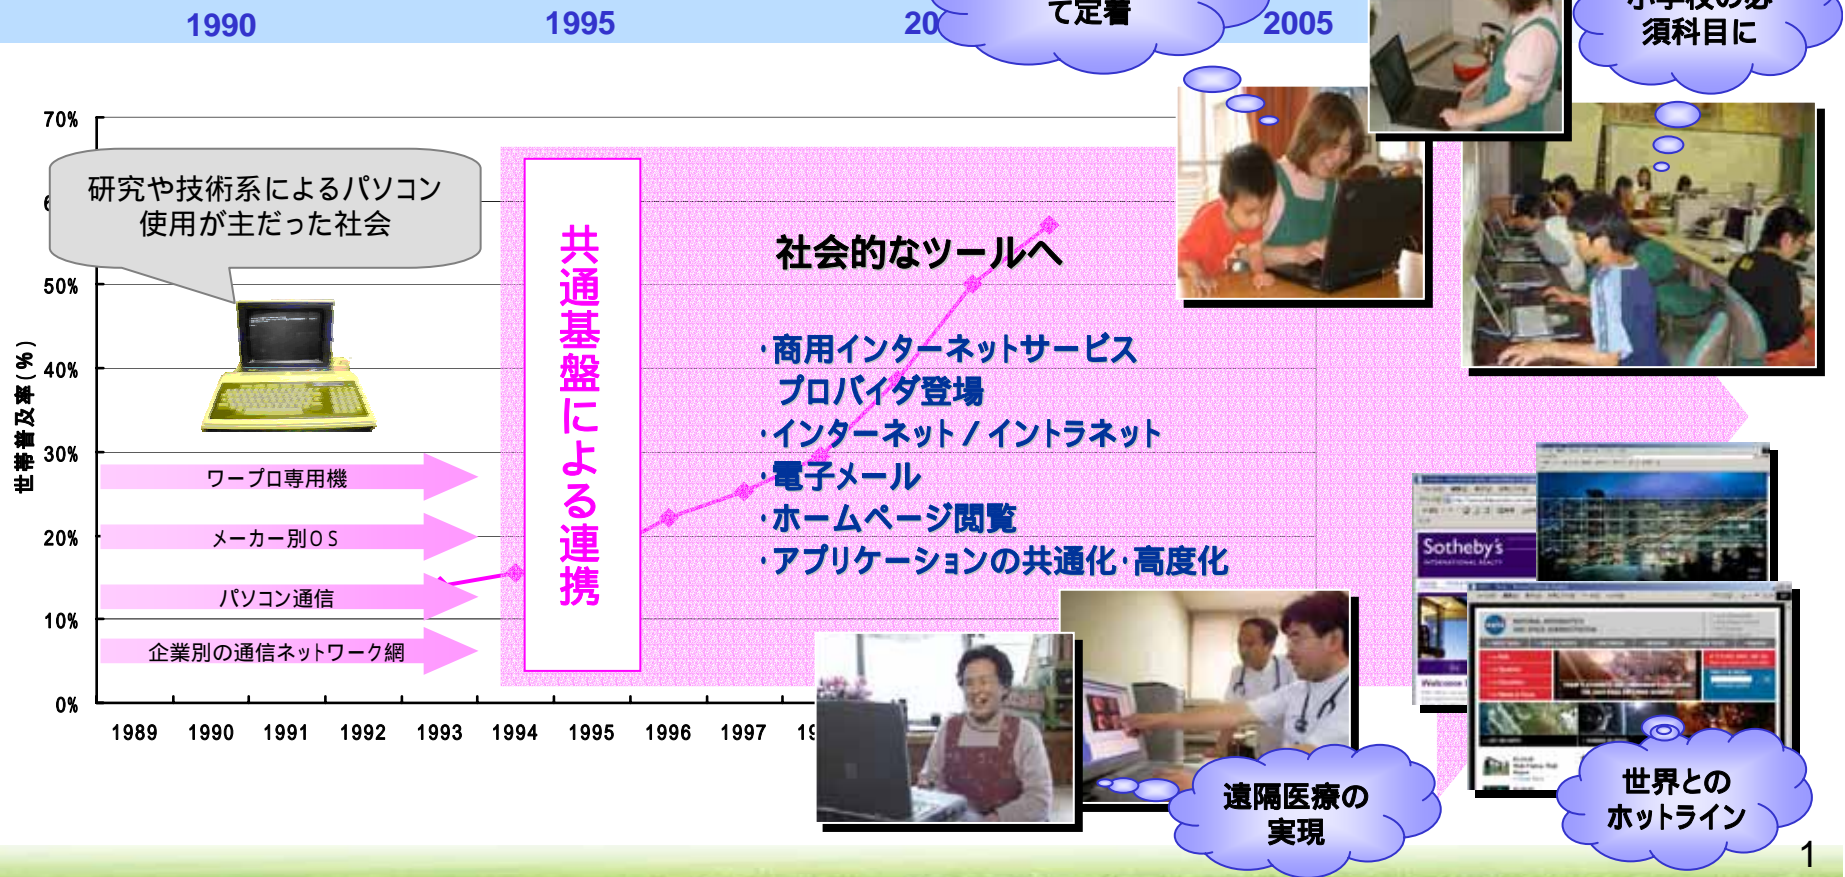 て定着
小学校の必
須科目に
1990
1995
20
2005
70%
50%
40%
30%
20%
10%
0%
世帯普及率(%)
研究や技術系によるパソコン
使用が主だった社会
ワープロ専用機
メーカー別OS
パソコン通信
企業別の通信ネットワーク網
共通基盤による連携
社会的なツールへ
・商用インターネットサービス
プロバイダ登場
・インターネット/イントラネット
・電子メール
・ホームページ閲覧
・アプリケーションの共通化・高度化
1989 1990 1991 1992 1993 1994 1995 1996 1997
Sotheby's
INTERNATIONAL REALTY
遠隔医療の
実現
世界との
ホットライン
1